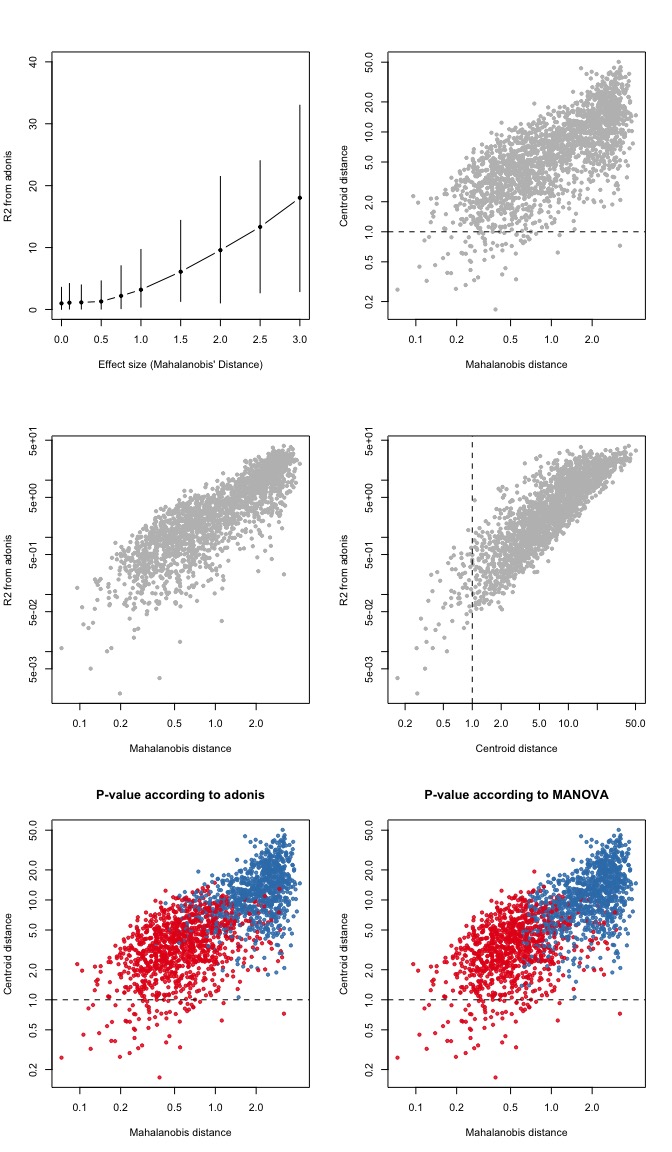 40
30
20
10
0
R2 from adonis
0.0 0.5 1.0 1.5 2.0 2.5 3.0
Effect size (Mahalanobis' Distance)
50.0
20.0
10.0
5.0
2.0
1.0
0.5
0.2
Centroid distance
0.1 0.2 0.5 1.0 2.0
Mahalanobis distance
5e+01
5e+00
5e-01
5e-02
5e-03
R2 from adonis
0.1 0.2 0.5 1.0 2.0
Mahalanobis distance
5e+01
5e+00
5e-01
5e-02
5e-03
R2 from adonis
0.2 0.5 1.0 2.0 5.0 10.0 50.0
Centroid distance
P-value according to adonis
50.0
20.0
10.0
5.0
2.0
1.0
0.5
0.2
Centroid distance
0.1 0.2 0.5 1.0 2.0
Mahalanobis distance
P-value according to MANOVA
50.0
20.0
10.0
5.0
2.0
1.0
0.5
0.2
Centroid distance
0.1 0.2 0.5 1.0 2.0
Mahalanobis distance